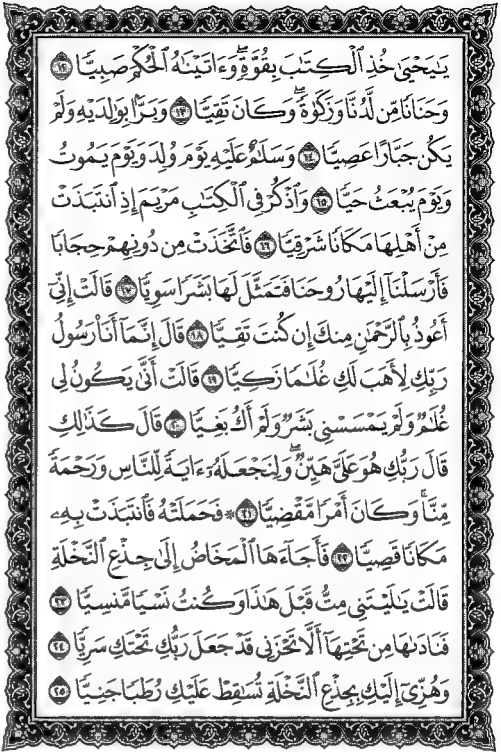 يَٰيَحْيَىٰ خُذِ ٱلْكِتَٰبَ بِقُوَّةٍۖ وَءَاتَيْنَٰهُ ٱلْحُكْمَ صَبِيًّا ١٢
وَحَنَانًا مِّن لَّدُنَّا وَزَكَوٰةًۖ وَكَانَ تَقِيًّا ١٣ وَبَرًّۢا بِوَٰلِدَيْهِ وَلَمْ
يَكُن جَبَّارًا عَصِيًّا ١٤ وَسَلَٰمٌ عَلَيْهِ يَوْمَ وُلِدَ وَيَوْمَ يَمُوتُ
وَيَوْمَ يُبْعَثُ حَيًّا ١٥ وَٱذْكُرْ فِى ٱلْكِتَٰبِ مَرْيَمَ إِذِ ٱنتَبَذَتْ
مِنْ أَهْلِهَا مَكَانًا شَرْقِيًّا ١٦ فَٱتَّخَذَتْ مِن دُونِهِمْ حِجَابًا
فَأَرْسَلْنَآ إِلَيْهَا رُوحَنَا فَتَمَثَّلَ لَهَا بَشَرًا سَوِيًّا ١٧ قَالَتْ إِنِّىٓ
أَعُوذُ بِٱلرَّحْمَٰنِ مِنكَ إِن كُنتَ تَقِيًّا ١٨ قَالَ إِنَّمَآ أَنَا۠ رَسُولُ
رَبِّكِ لِأَهَبَ لَكِ غُلَٰمًا زَكِيًّا ١٩ قَالَتْ أَنَّىٰ يَكُونُ لِى
غُلَٰمٌ وَلَمْ يَمْسَسْنِى بَشَرٌ وَلَمْ أَكُ بَغِيًّا ٢٠ قَالَ كَذَٰلِكِ
قَالَ رَبُّكِ هُوَ عَلَىَّ هَيِّنٌۖ وَلِنَجْعَلَهُۥٓ ءَايَةً لِّلنَّاسِ وَرَحْمَةً
مِّنَّاۚ وَكَانَ أَمْرًا مَّقْضِيًّا ٢١ ۞ فَحَمَلَتْهُ فَٱنتَبَذَتْ بِهِۦ
مَكَانًا قَصِيًّا ٢٢ فَأَجَآءَهَا ٱلْمَخَاضُ إِلَىٰ جِذْعِ ٱلنَّخْلَةِ
قَالَتْ يَٰلَيْتَنِى مِتُّ قَبْلَ هَٰذَا وَكُنتُ نَسْيًا مَّنسِيًّا ٢٣
فَنَادَىٰهَا مِن تَحْتِهَآ أَلَّا تَحْزَنِى قَدْ جَعَلَ رَبُّكِ تَحْتَكِ سَرِيًّا ٢٤
وَهُزِّىٓ إِلَيْكِ بِجِذْعِ ٱلنَّخْلَةِ تُسَٰقِطْ عَلَيْكِ رُطَبًا جَنِيًّا ٢٥